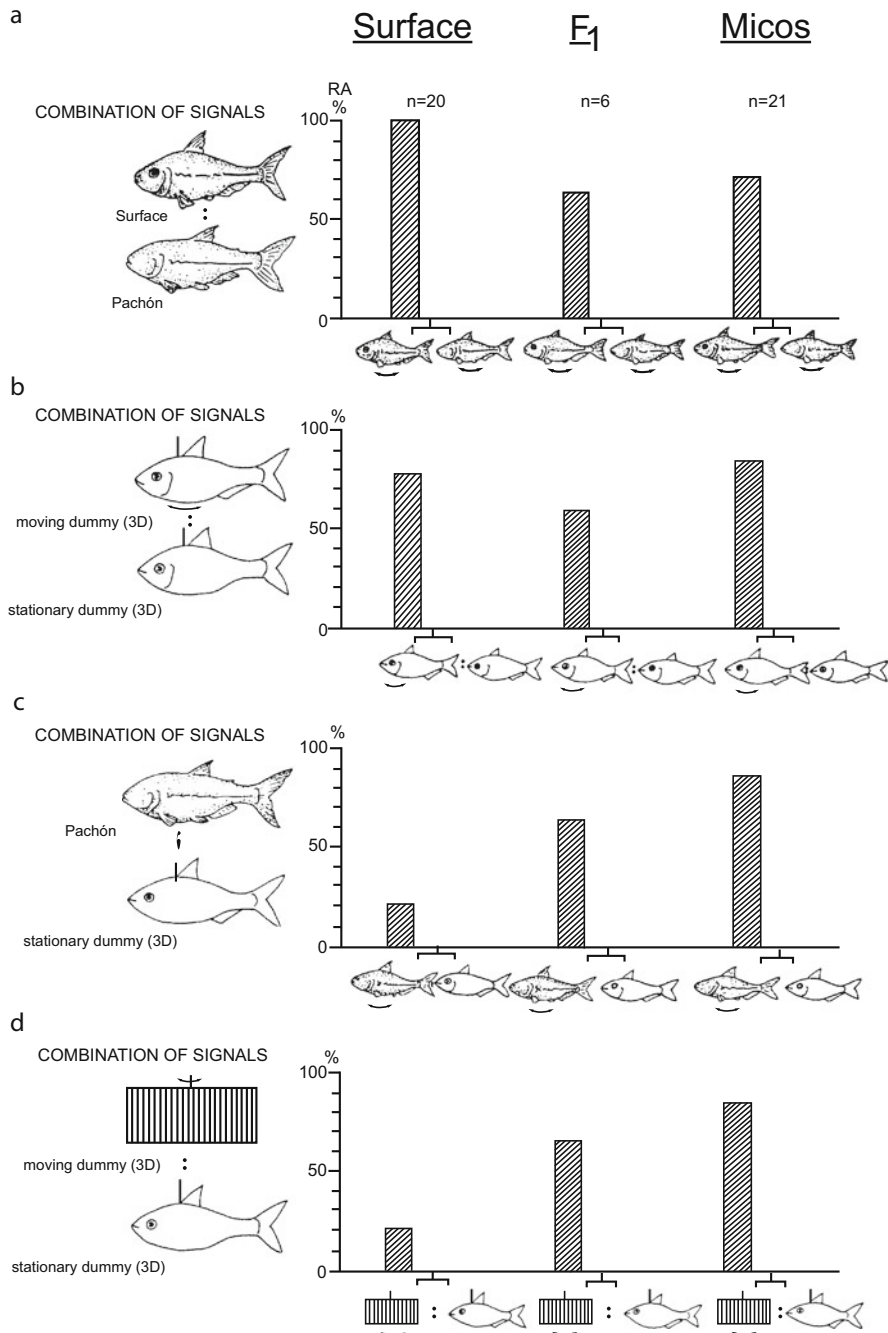 a
Surface F1 Micos
RA
%
n=20 n=6 n=21
COMBINATION OF SIGNALS
Surface
:
Pachón
100
50
0
b
COMBINATION OF SIGNALS
%
moving dummy (3D)
:
stationary dummy (3D)
100
50
0
: :
c
COMBINATION OF SIGNALS
%
Pachón
stationary dummy (3D)
100
50
0
d
COMBINATION OF SIGNALS
%
moving dummy (3D) :
stationary dummy (3D)
100
50
0
: : :